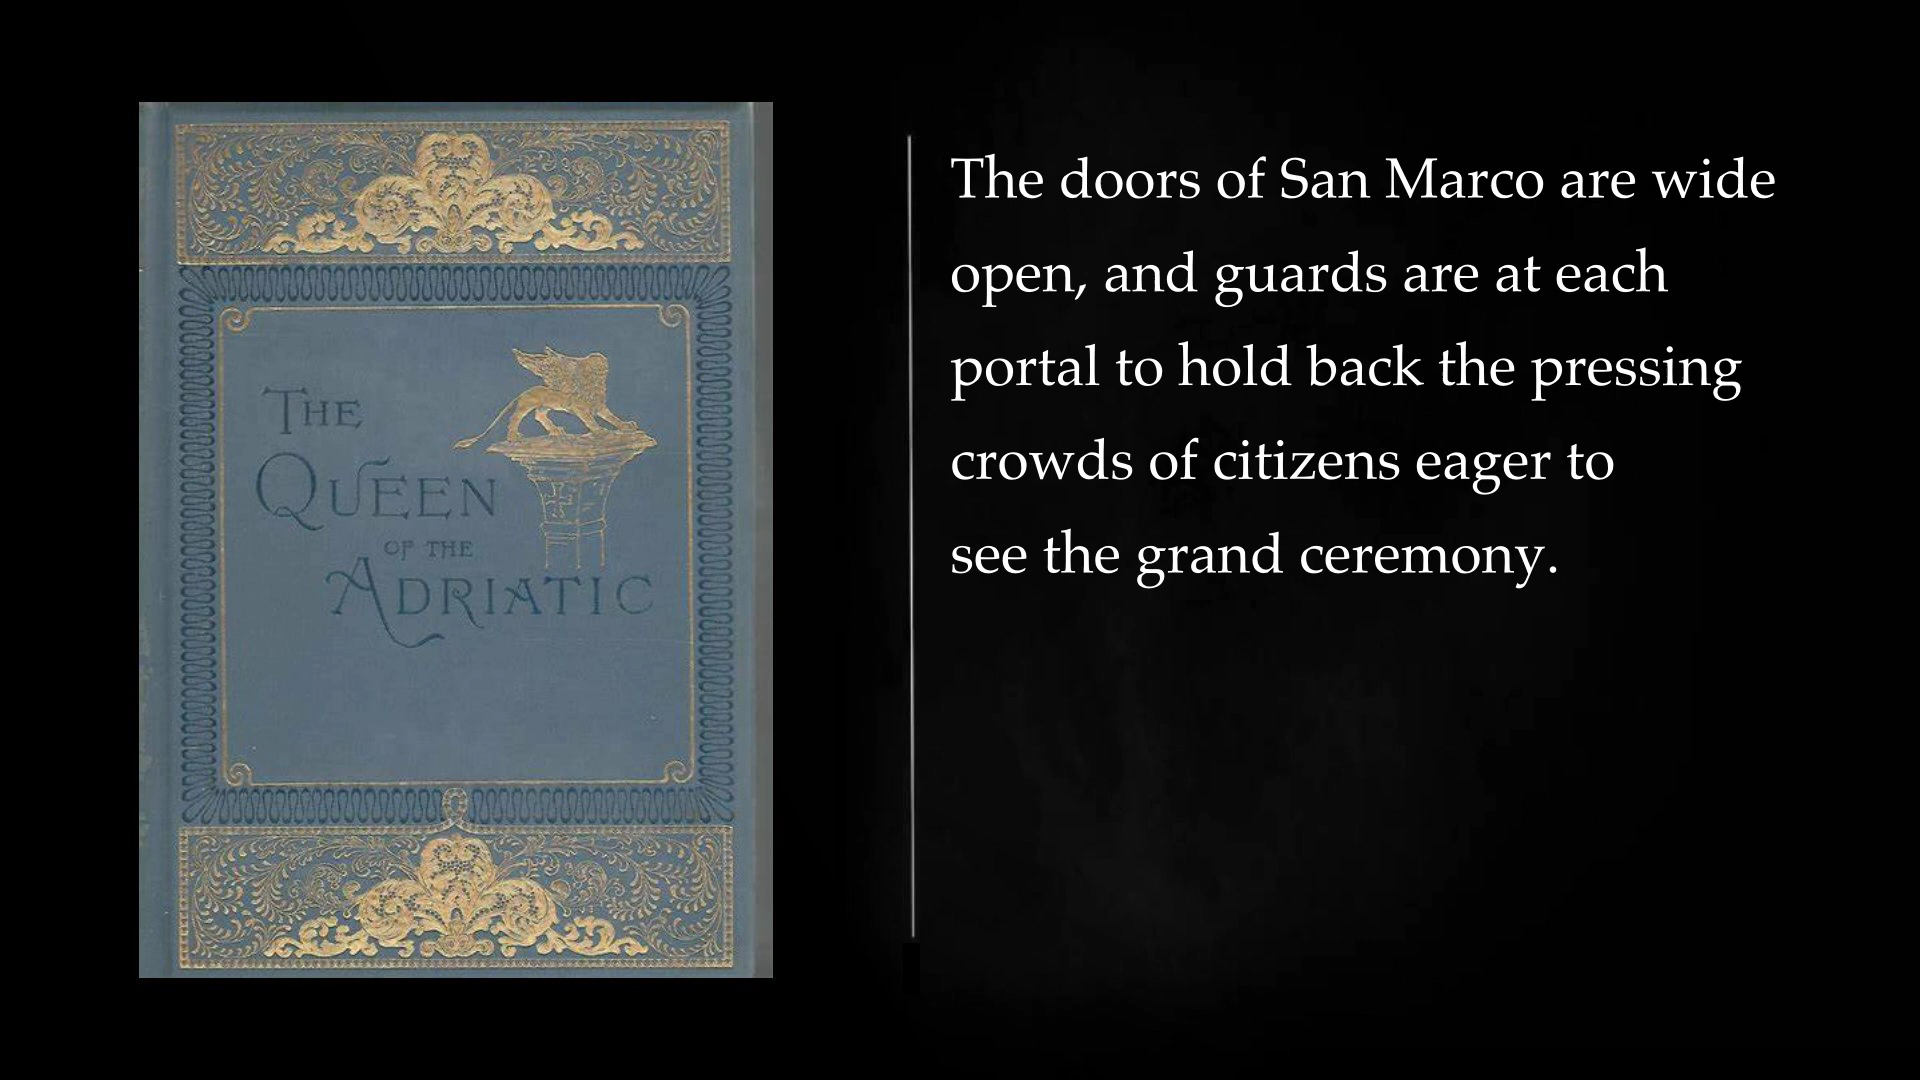 THE
QUEEN
OF THE
ADRIATIC
The doors of San Marco are wide
open, and guards are at each
portal to hold back the pressing
crowds of citizens eager to
see the grand ceremony.